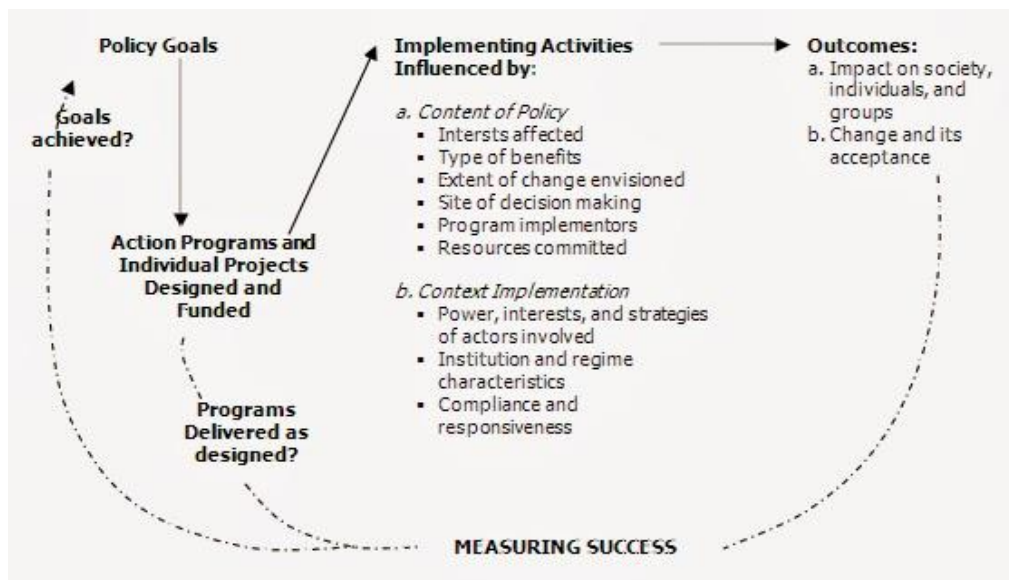 Policy Goals
Goals
achieved?
Action Programs and
Individual Projects
Designed and
Funded
Programs
Delivered as
designed?
Implementing Activities
Influenced by:
a. Content of Policy
▪ Intersts affected
▪ Type of benefits
▪ Extent of change envisioned
▪ Site of decision making
▪ Program implementors
▪ Resources committed
b. Context Implementation
▪ Power, interests, and strategies
of actors involved
▪ Institution and regime
characteristics
▪ Compliance and
responsiveness
Outcomes:
a. Impact on society,
individuals, and
groups
b. Change and its
acceptance
MEASURING SUCCESS